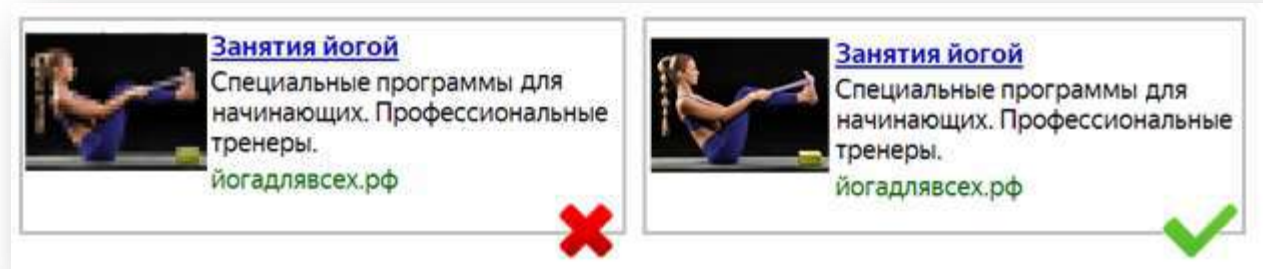 Занятия йогой
Специальные программы для
начинающих. Профессиональные
тренеры.
йогадлявсех.рф
Занятия йогой
Специальные программы для
начинающих. Профессиональные
тренеры.
йогадлявсех.рф